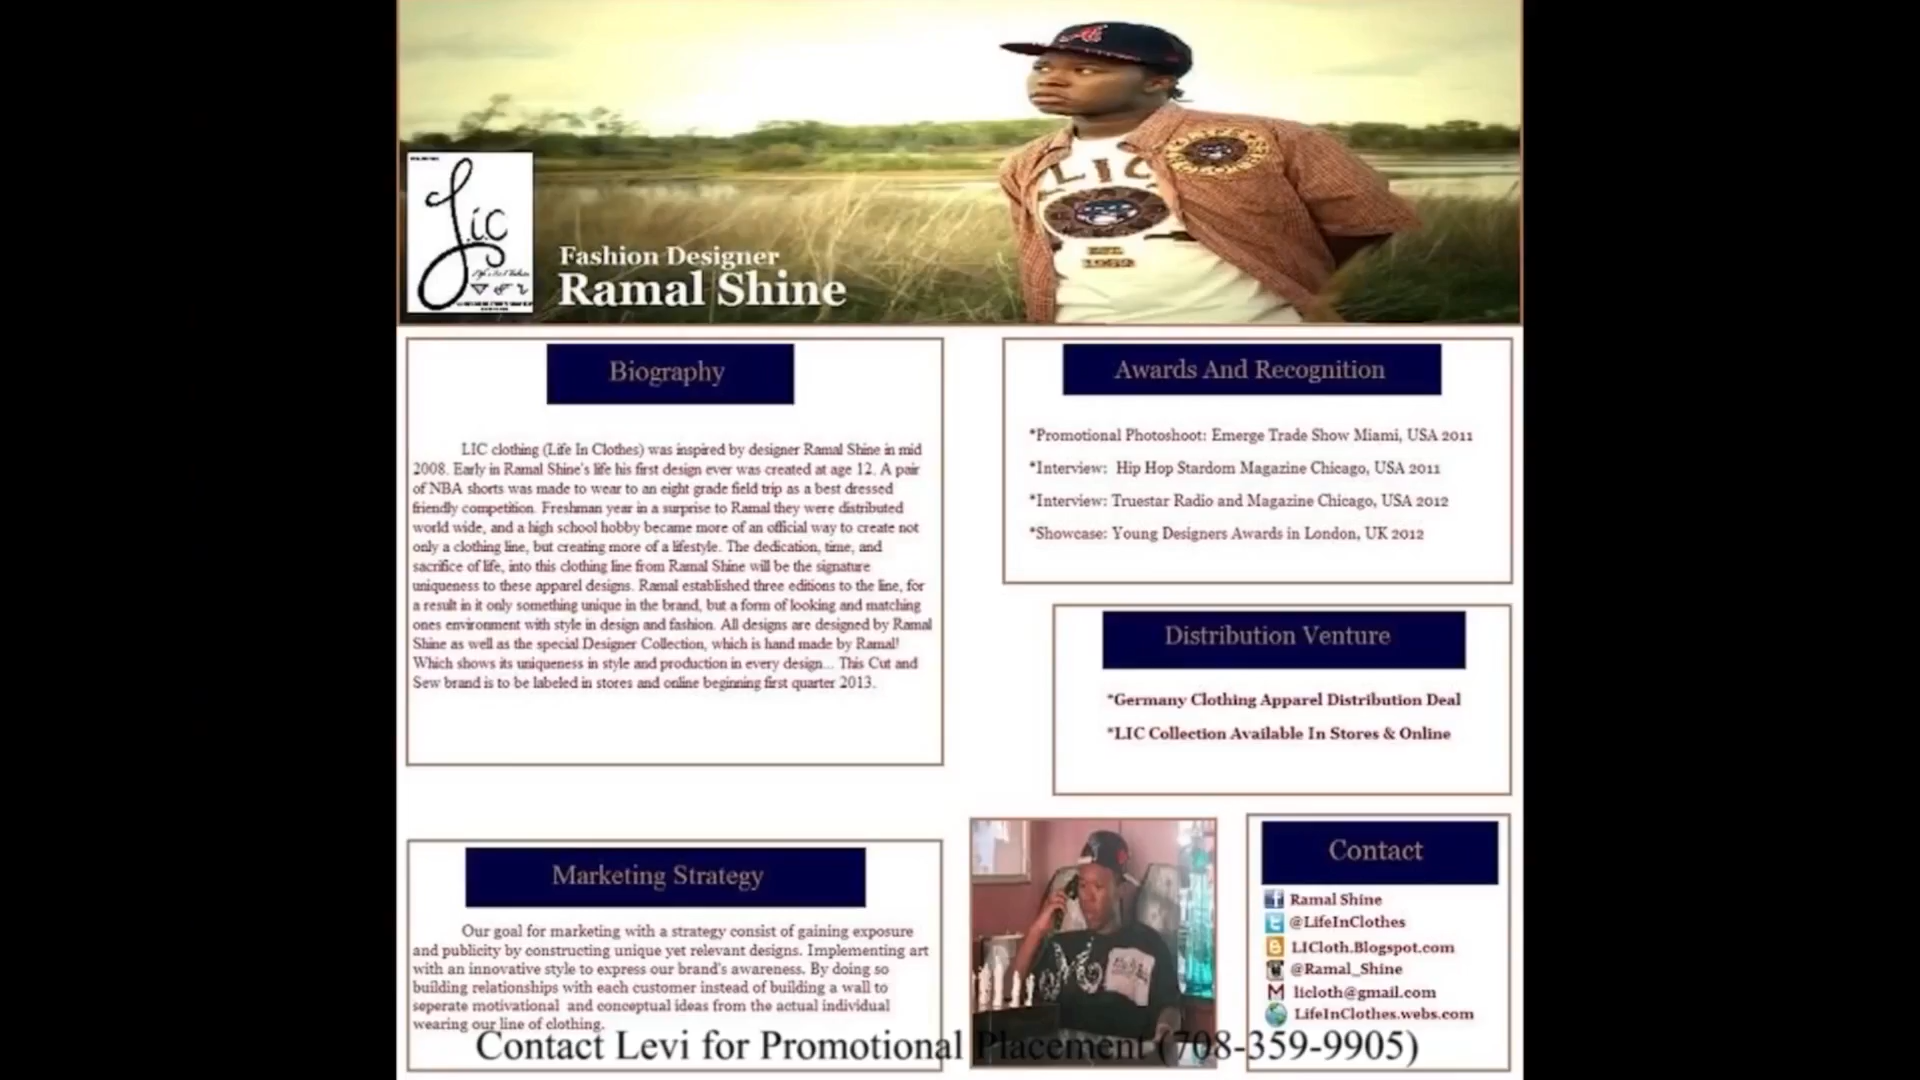 LIC
L.i.C
Fashion Designer
Ramal Shine
Biography
LIC clothing (Life In Clothes) was inspired by designer Ramal Shine in mid
2008. Early in Ramal Shine's life his first design ever was created at age 12. A pair
of NBA shorts was made to wear to an eight grade field trip as a best dressed
friendly competition. Freshman year in a surprise to Ramal they were distributed
world wide, and a high school hobby became more of an official way to create not
only a clothing line, but creating more of a lifestyle. The dedication, time, and
sacrifice of life, into this clothing line from Ramal Shine will be the signature
uniqueness to these apparel designs. Ramal established three editions to the line, for
a result in it only something unique in the brand, but a form of looking and matching
ones environment with style in design and fashion. All designs are designed by Ramal
Shine as well as the special Designer Collection, which is hand made by Ramal!
Which shows its uniqueness in style and production in every design... This Cut and
Sew brand is to be labeled in stores and online beginning first quarter 2013.
Awards And Recognition
*Promotional Photoshoot: Emerge Trade Show Miami, USA 2011
*Interview: Hip Hop Stardom Magazine Chicago, USA 2011
*Interview: Truestar Radio and Magazine Chicago, USA 2012
*Showcase: Young Designers Awards in London, UK 2012
Distribution Venture
*Germany Clothing Apparel Distribution Deal
*LIC Collection Available In Stores & Online
Marketing Strategy
Our goal for marketing with a strategy consist of gaining exposure
and publicity by constructing unique yet relevant designs. Implementing art
with an innovative style to express our brand's awareness. By doing so
building relationships with each customer instead of building a wall to
seperate motivational and conceptual ideas from the actual individual
wearing our line of clothing.
Contact
Ramal Shine
@LifeInClothes
LICloth.Blogspot.com
@Ramal_Shine
licloth@gmail.com
LifeInClothes.webs.com
Contact Levi for Promotional Placement (708-359-9905)